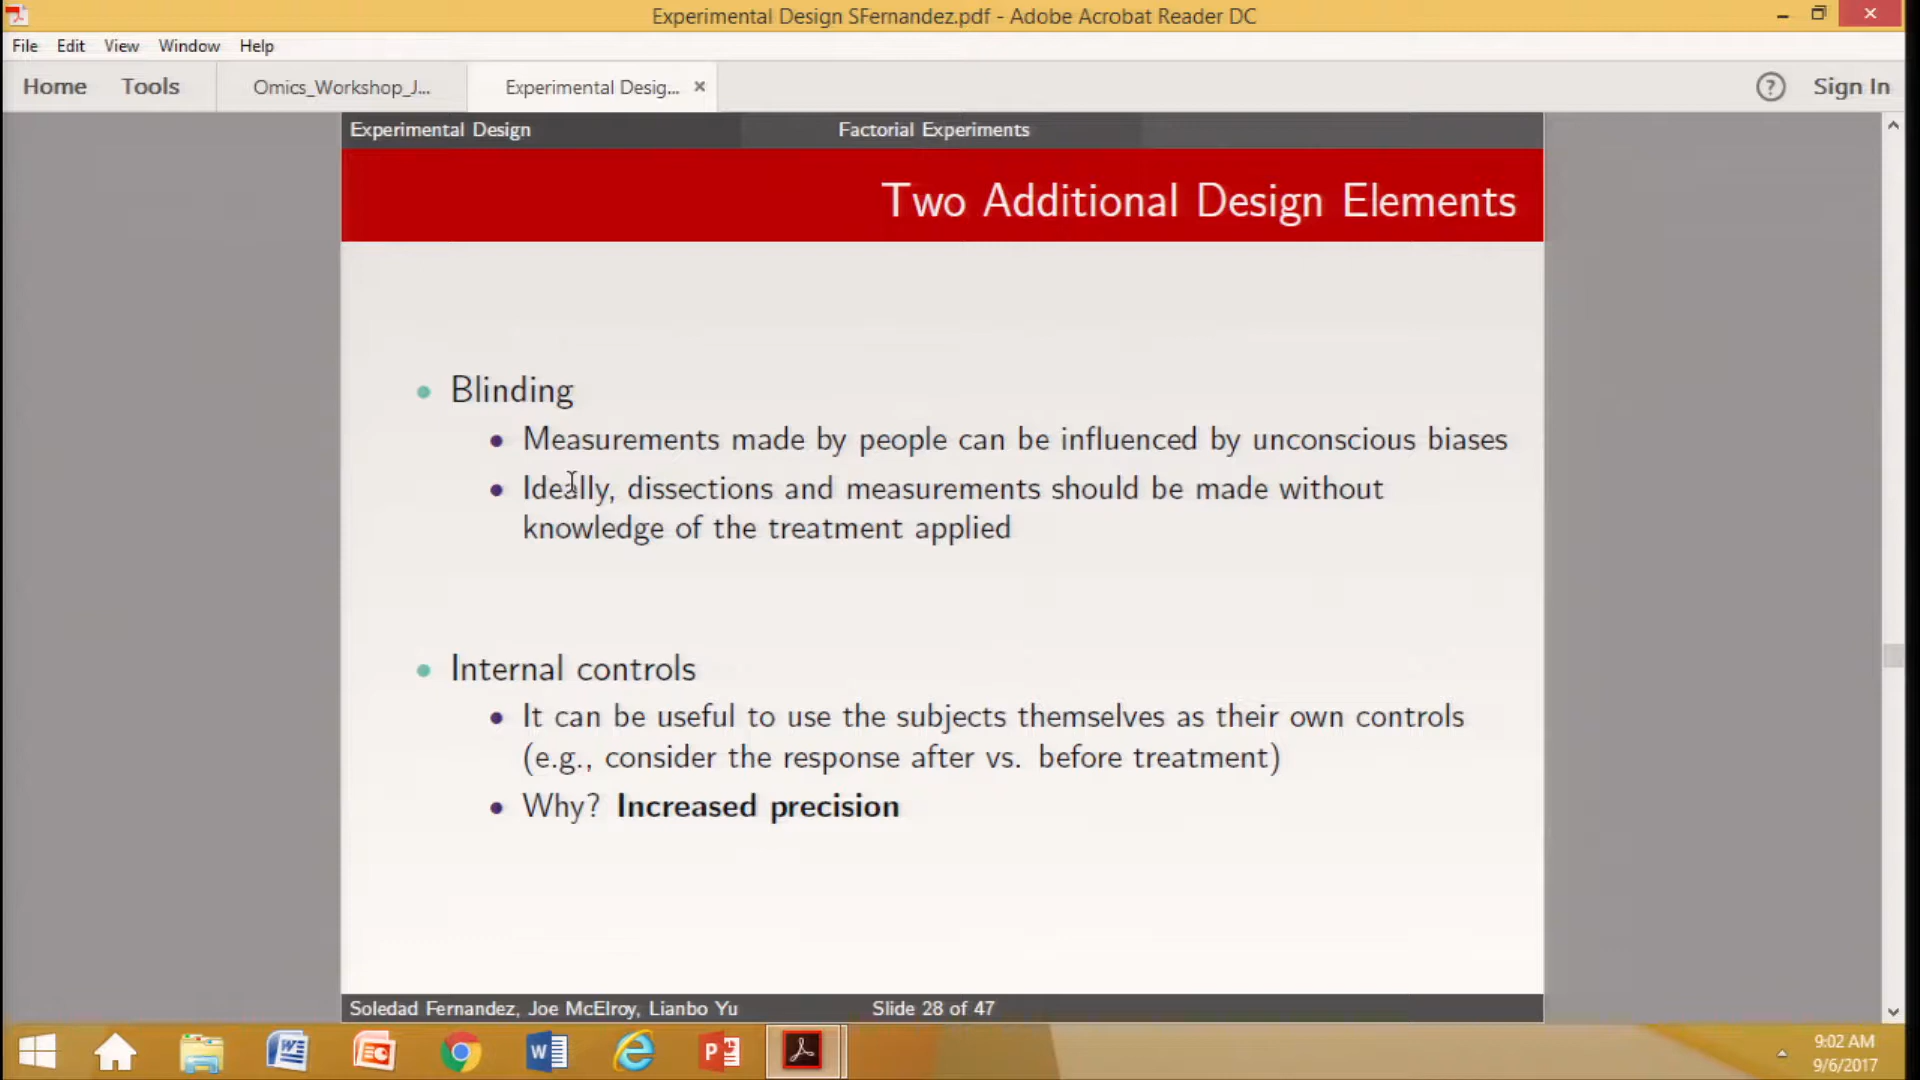 Experimental Design SFernandez.pdf - Adobe Acrobat Reader DC
File Edit View Window Help
Home Tools Omics_Workshop_J... Experimental Desig... × ? Sign In
Experimental Design Factorial Experiments
Two Additional Design Elements
Blinding
Measurements made by people can be influenced by unconscious biases
Ideally, dissections and measurements should be made without
knowledge of the treatment applied
Internal controls
It can be useful to use the subjects themselves as their own controls
(e.g., consider the response after vs. before treatment)
Why? Increased precision
Soledad Fernandez, Joe McElroy, Lianbo Yu Slide 28 of 47
9:02 AM
9/6/2017